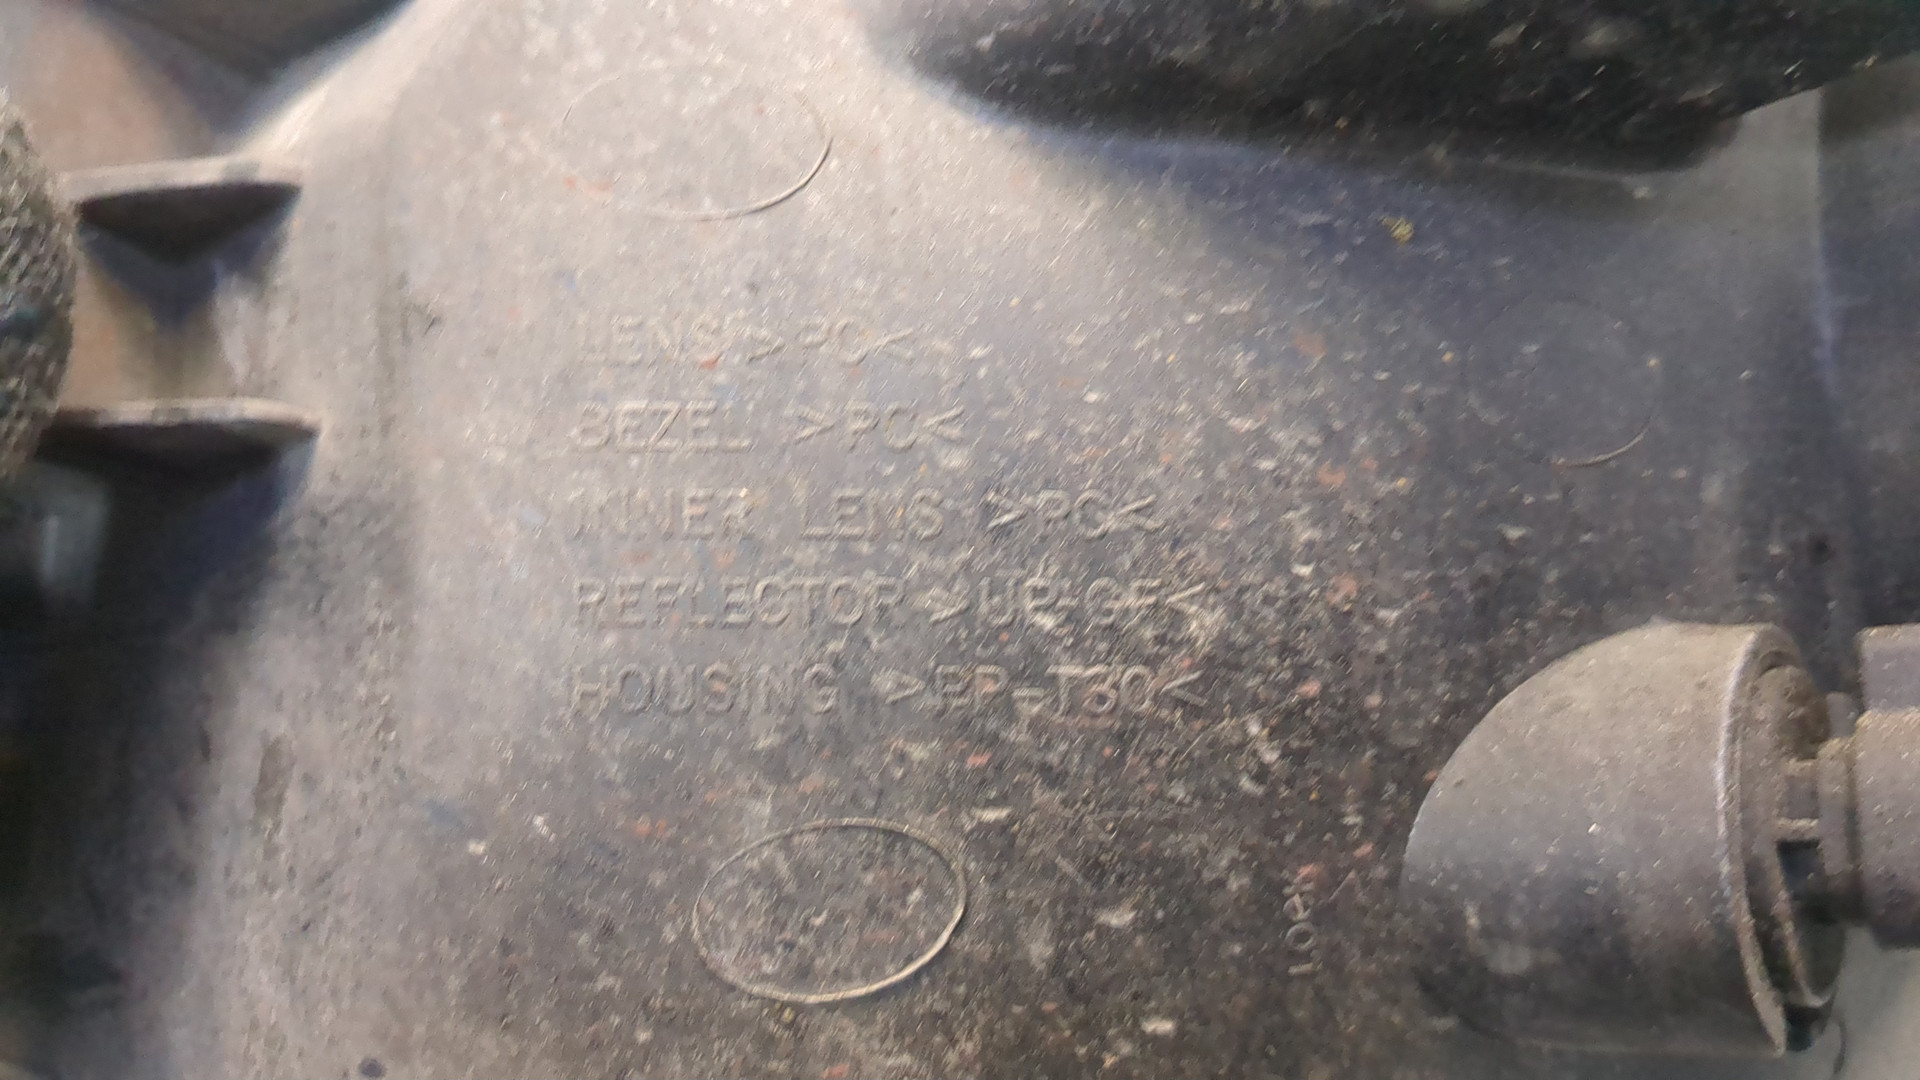 LENS >PC<
BEZEL >PC<
INNER LENS >PC<
REFLECTOR >UP-GF<
HOUSING >PP-T30<